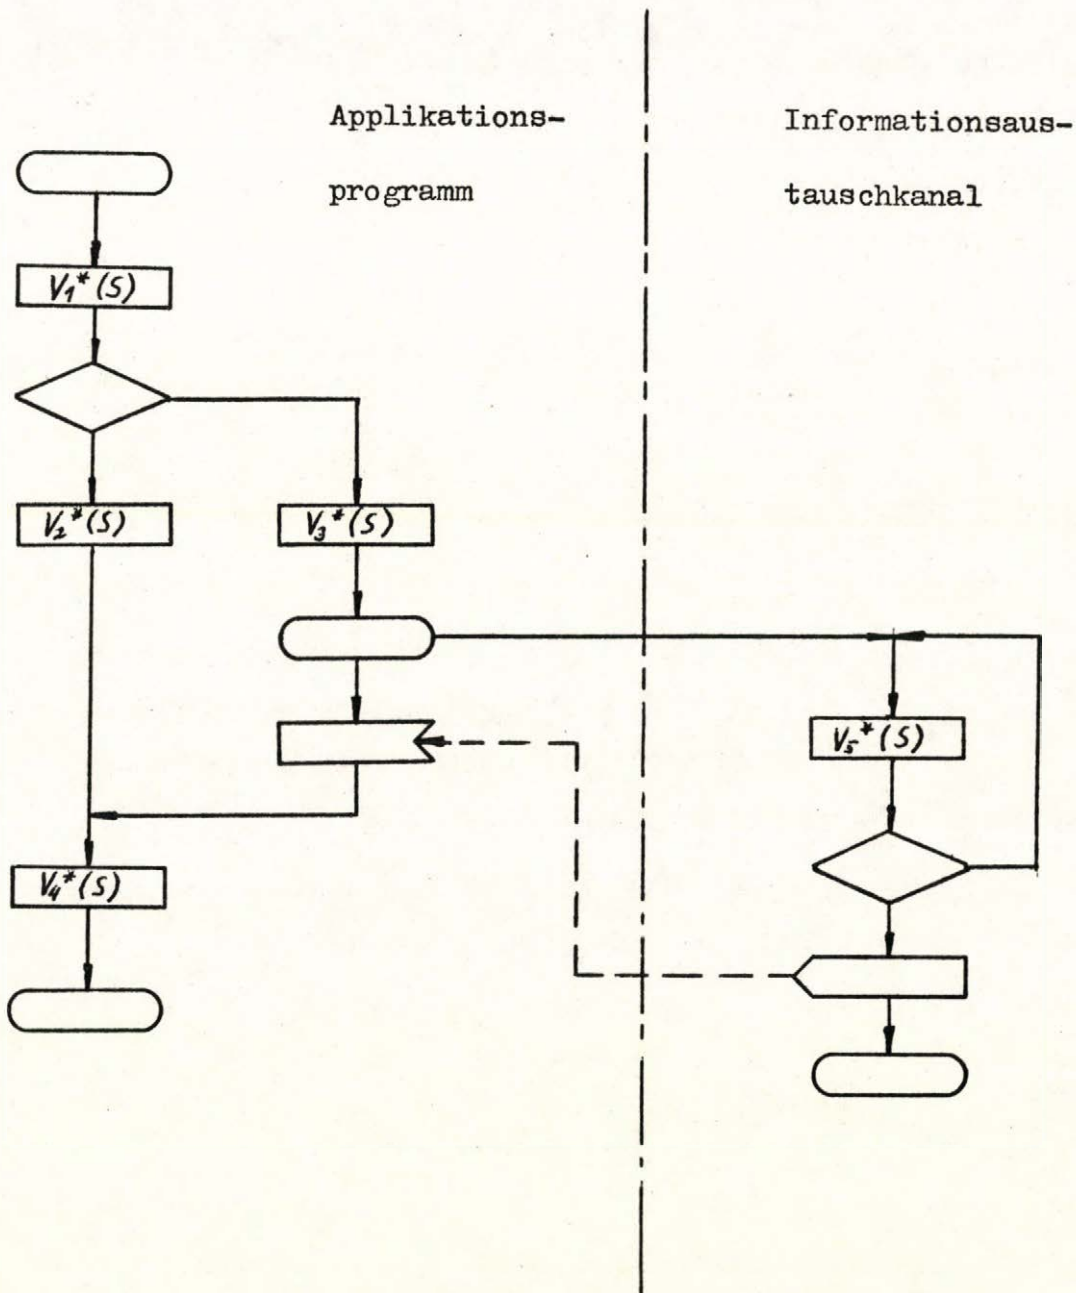 Applikations-
programm
Informationsaus-
tauschkanal
V₁*(S)
V₂*(S)
V₃*(S)
V₅*(S)
V₄*(S)